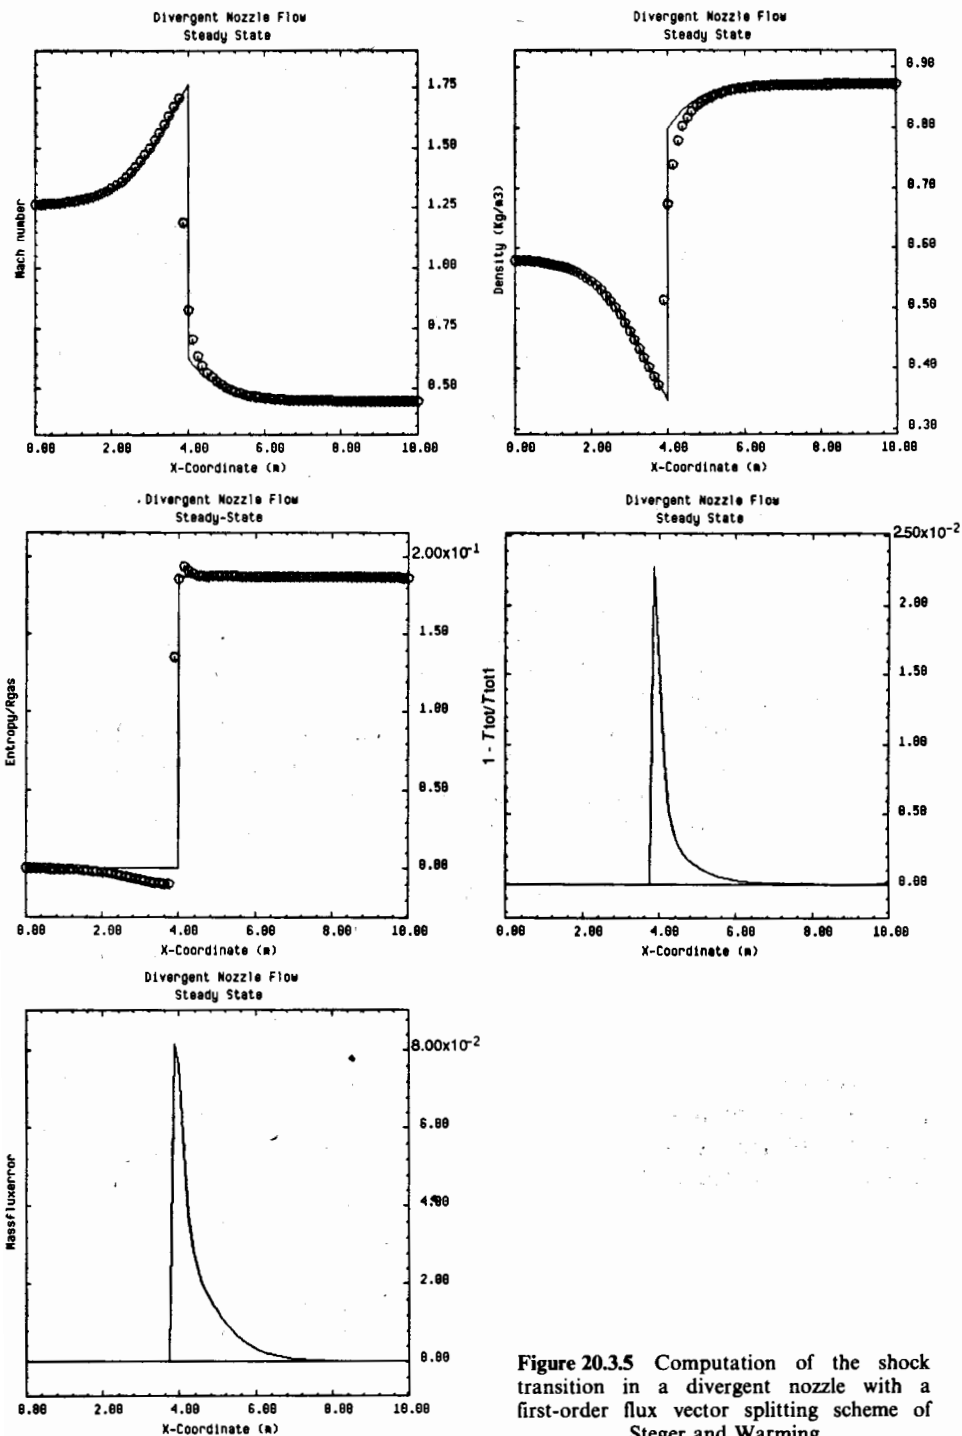 Divergent Nozzle Flow
Steady State
Mach number
1.75
1.50
1.25
1.00
0.75
0.50
0.00 2.00 4.00 6.00 8.00 10.00
X-Coordinate (m)
Divergent Nozzle Flow
Steady State
Density (Kg/m3)
0.90
0.80
0.70
0.60
0.50
0.40
0.30
0.00 2.00 4.00 6.00 8.00 10.00
X-Coordinate (m)
Divergent Nozzle Flow
Steady-State
Entropy/Rgas
2.00x10-1
1.50
1.00
0.50
0.00
0.00 2.00 4.00 6.00 8.00 10.00
X-Coordinate (m)
Divergent Nozzle Flow
Steady State
1 - Ttot/Ttot1
2.50x10-2
2.00
1.50
1.00
0.50
0.00
0.00 2.00 4.00 6.00 8.00 10.00
X-Coordinate (m)
Divergent Nozzle Flow
Steady State
Massfluxerror
8.00x10-2
6.00
4.00
2.00
0.00
0.00 2.00 4.00 6.00 8.00 10.00
X-Coordinate (m)
Figure 20.3.5 Computation of the shock
transition in a divergent nozzle with a
first-order flux vector splitting scheme of
Steger and Warming